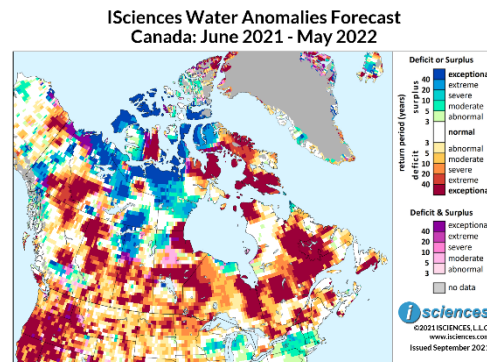 ISciences Water Anomalies Forecast
Canada: June 2021 - May 2022
Deficit or Surplus
return period (years)
surplus
deficit
40 exceptional
20 extreme
10 severe
5 moderate
3 abnormal
normal
3 abnormal
5 moderate
10 severe
20 extreme
40 exceptional
Deficit & Surplus
40 exceptional
20 extreme
10 severe
5 moderate
3 abnormal
no data
isciences
©2021 ISCIENCES, L.L.C.
www.isciences.com
Issued September 2021